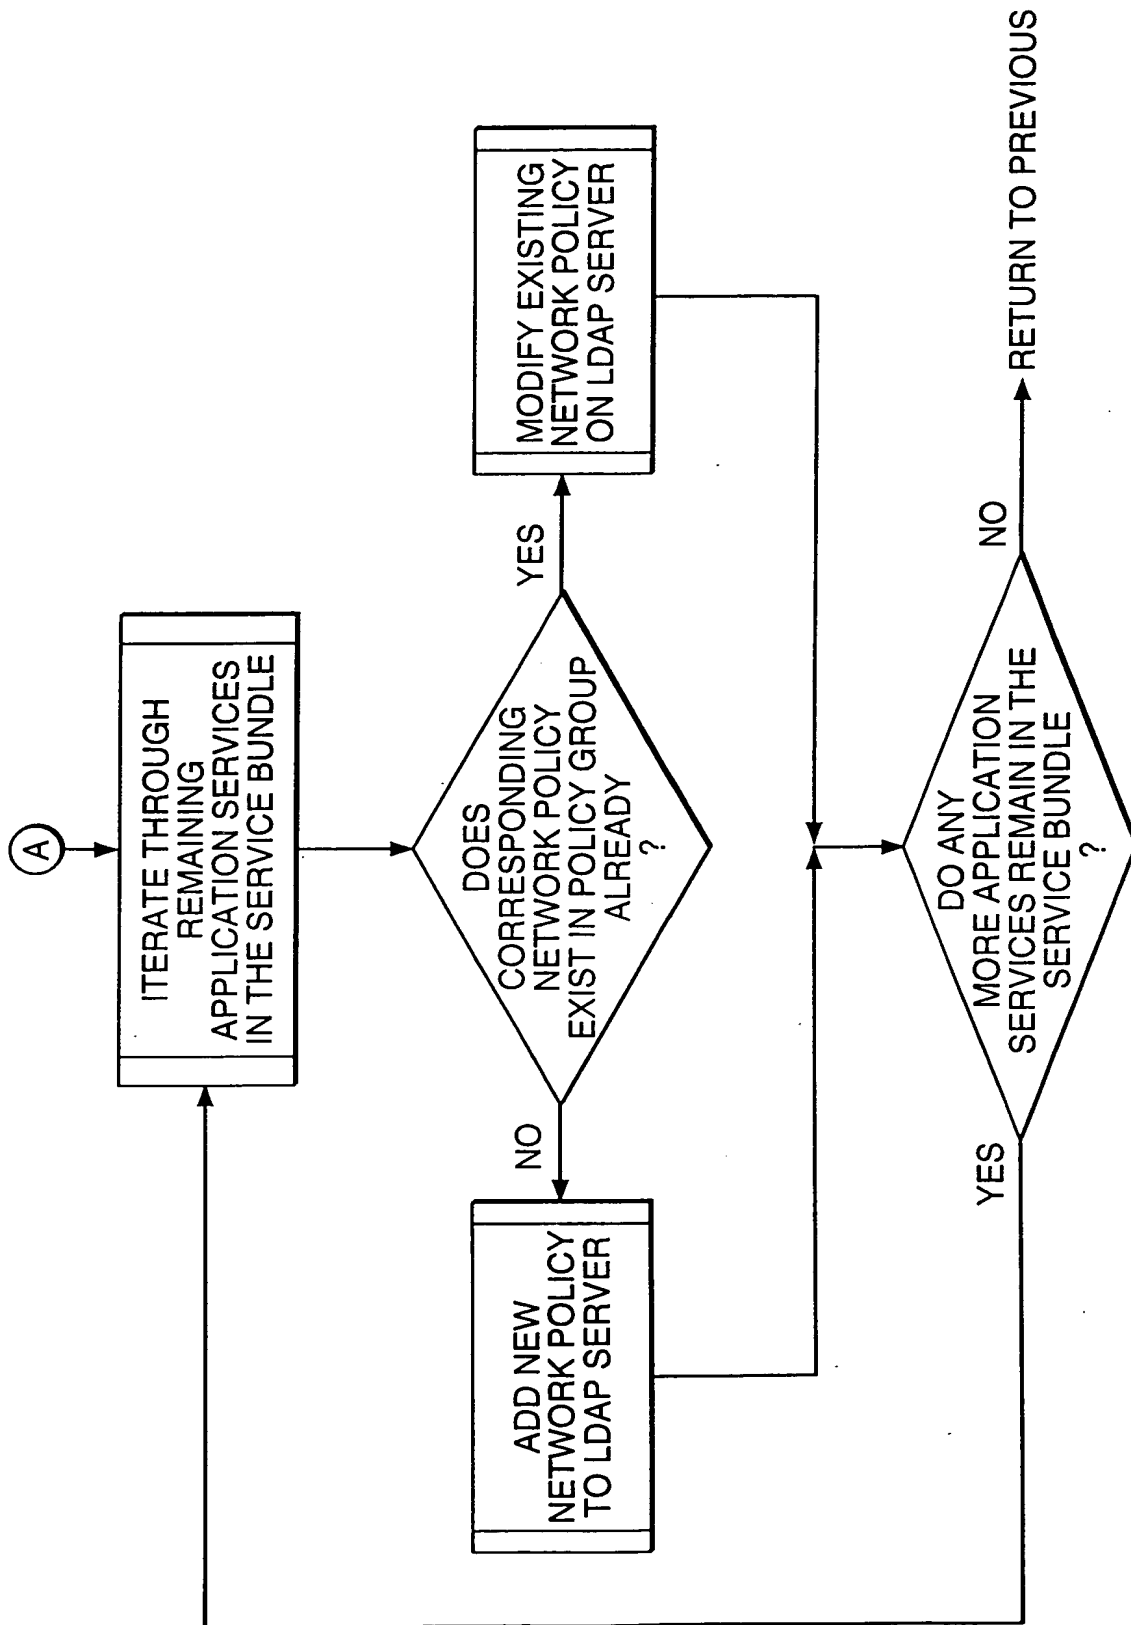 A
ITERATE THROUGH
REMAINING
APPLICATION SERVICES
IN THE SERVICE BUNDLE
DOES
CORRESPONDING
NETWORK POLICY
EXIST IN POLICY GROUP
ALREADY
?
NO
YES
ADD NEW
NETWORK POLICY
TO LDAP SERVER
MODIFY EXISTING
NETWORK POLICY
ON LDAP SERVER
DO ANY
MORE APPLICATION
SERVICES REMAIN IN THE
SERVICE BUNDLE
?
YES
NO
RETURN TO PREVIOUS